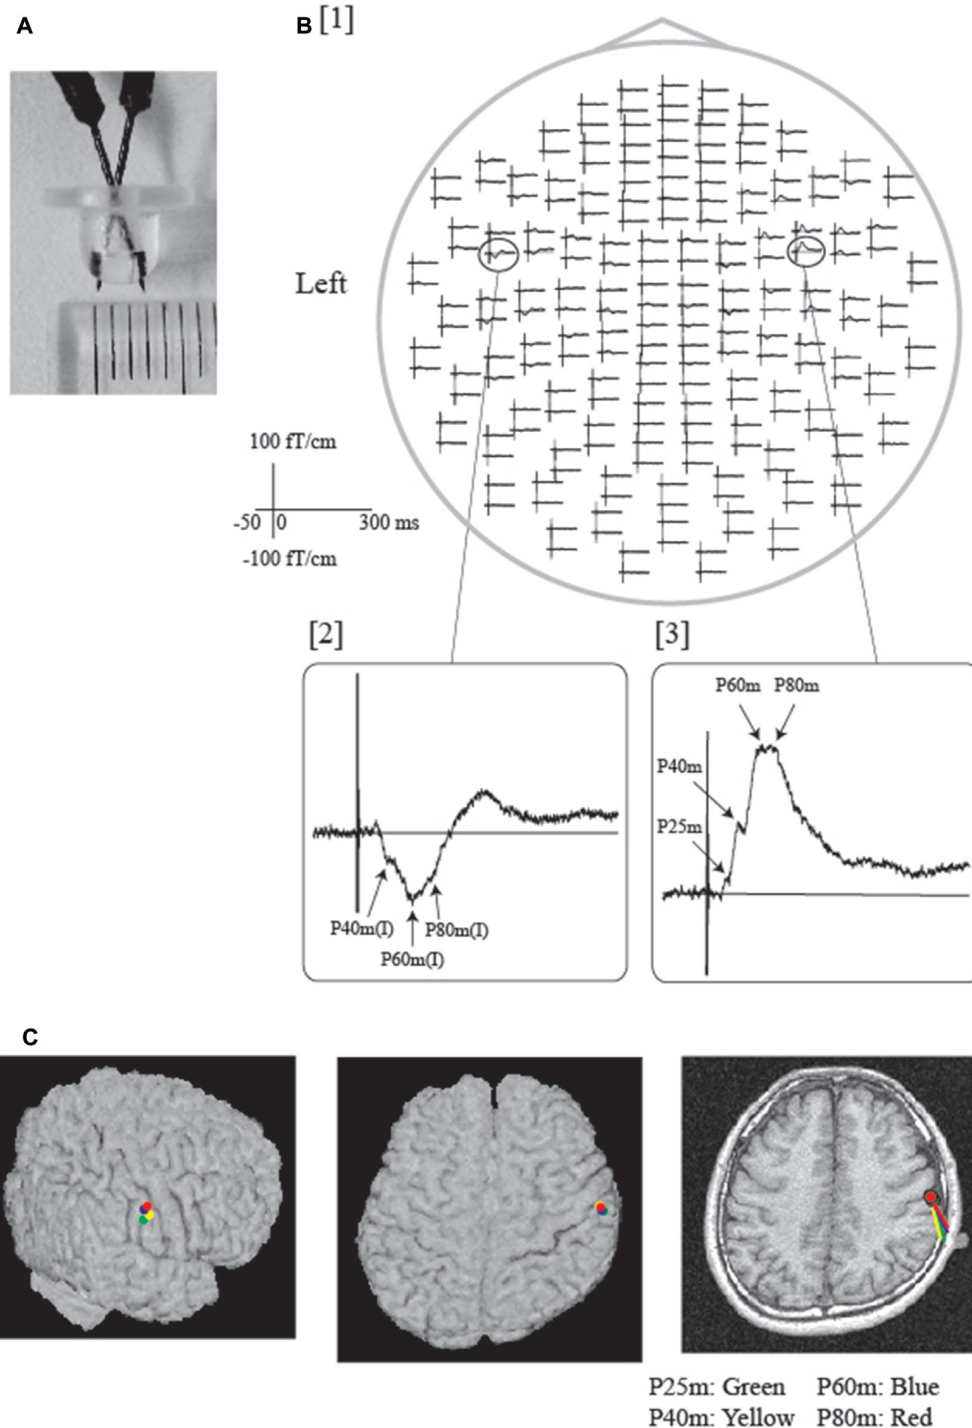 A
B [1]
Left
100 fT/cm
-50 0 300 ms
-100 fT/cm
[2]
[3]
P60m P80m
P40m
P25m
P40m(I)
P80m(I)
P60m(I)
C
P25m: Green P60m: Blue
P40m: Yellow P80m: Red